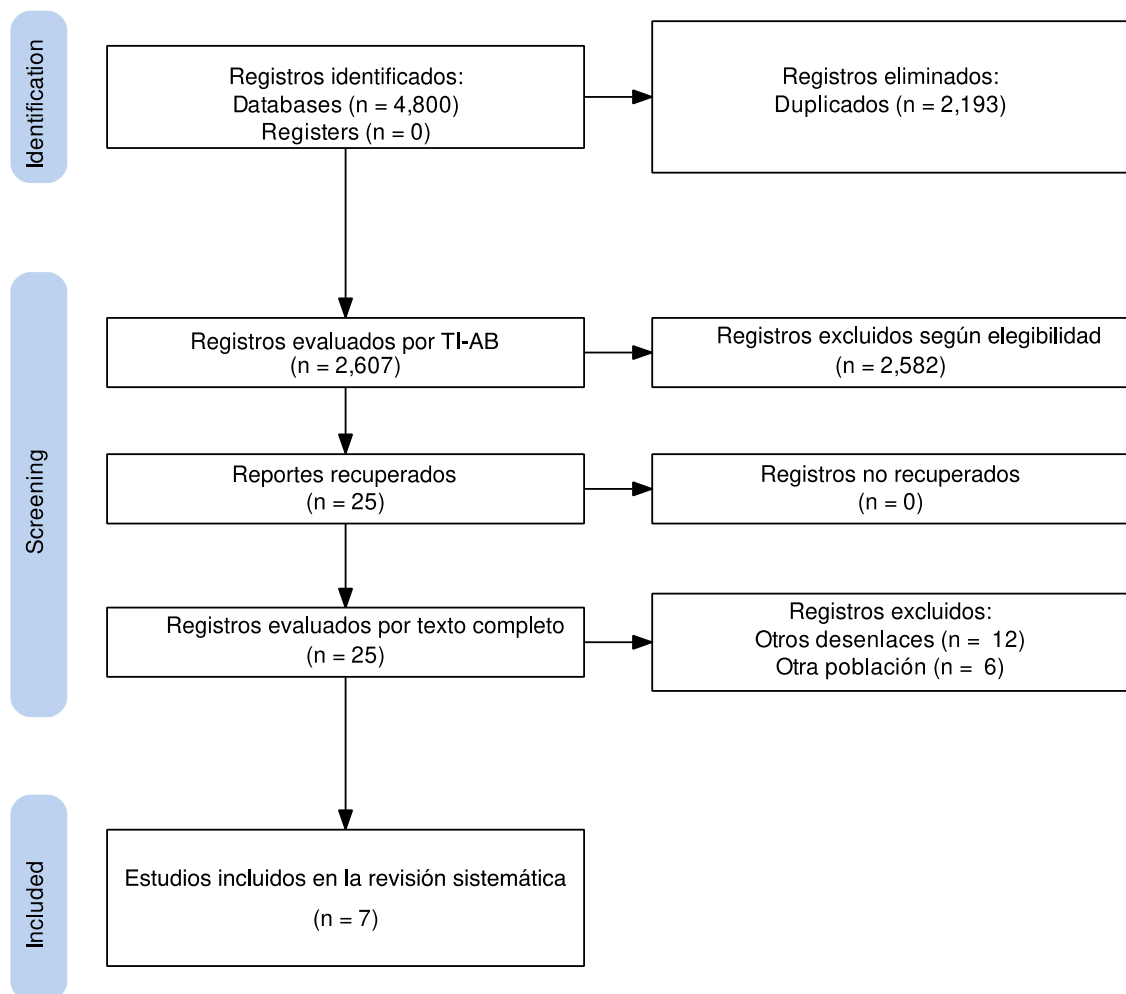 Identification
Registros identificados:
Databases (n = 4,800)
Registers (n = 0)
Registros eliminados:
Duplicados (n = 2,193)
Screening
Registros evaluados por TI-AB
(n = 2,607)
Registros excluidos según elegibilidad
(n = 2,582)
Reportes recuperados
(n = 25)
Registros no recuperados
(n = 0)
Registros evaluados por texto completo
(n = 25)
Registros excluidos:
Otros desenlaces (n = 12)
Otra población (n = 6)
Included
Estudios incluidos en la revisión sistemática
(n = 7)